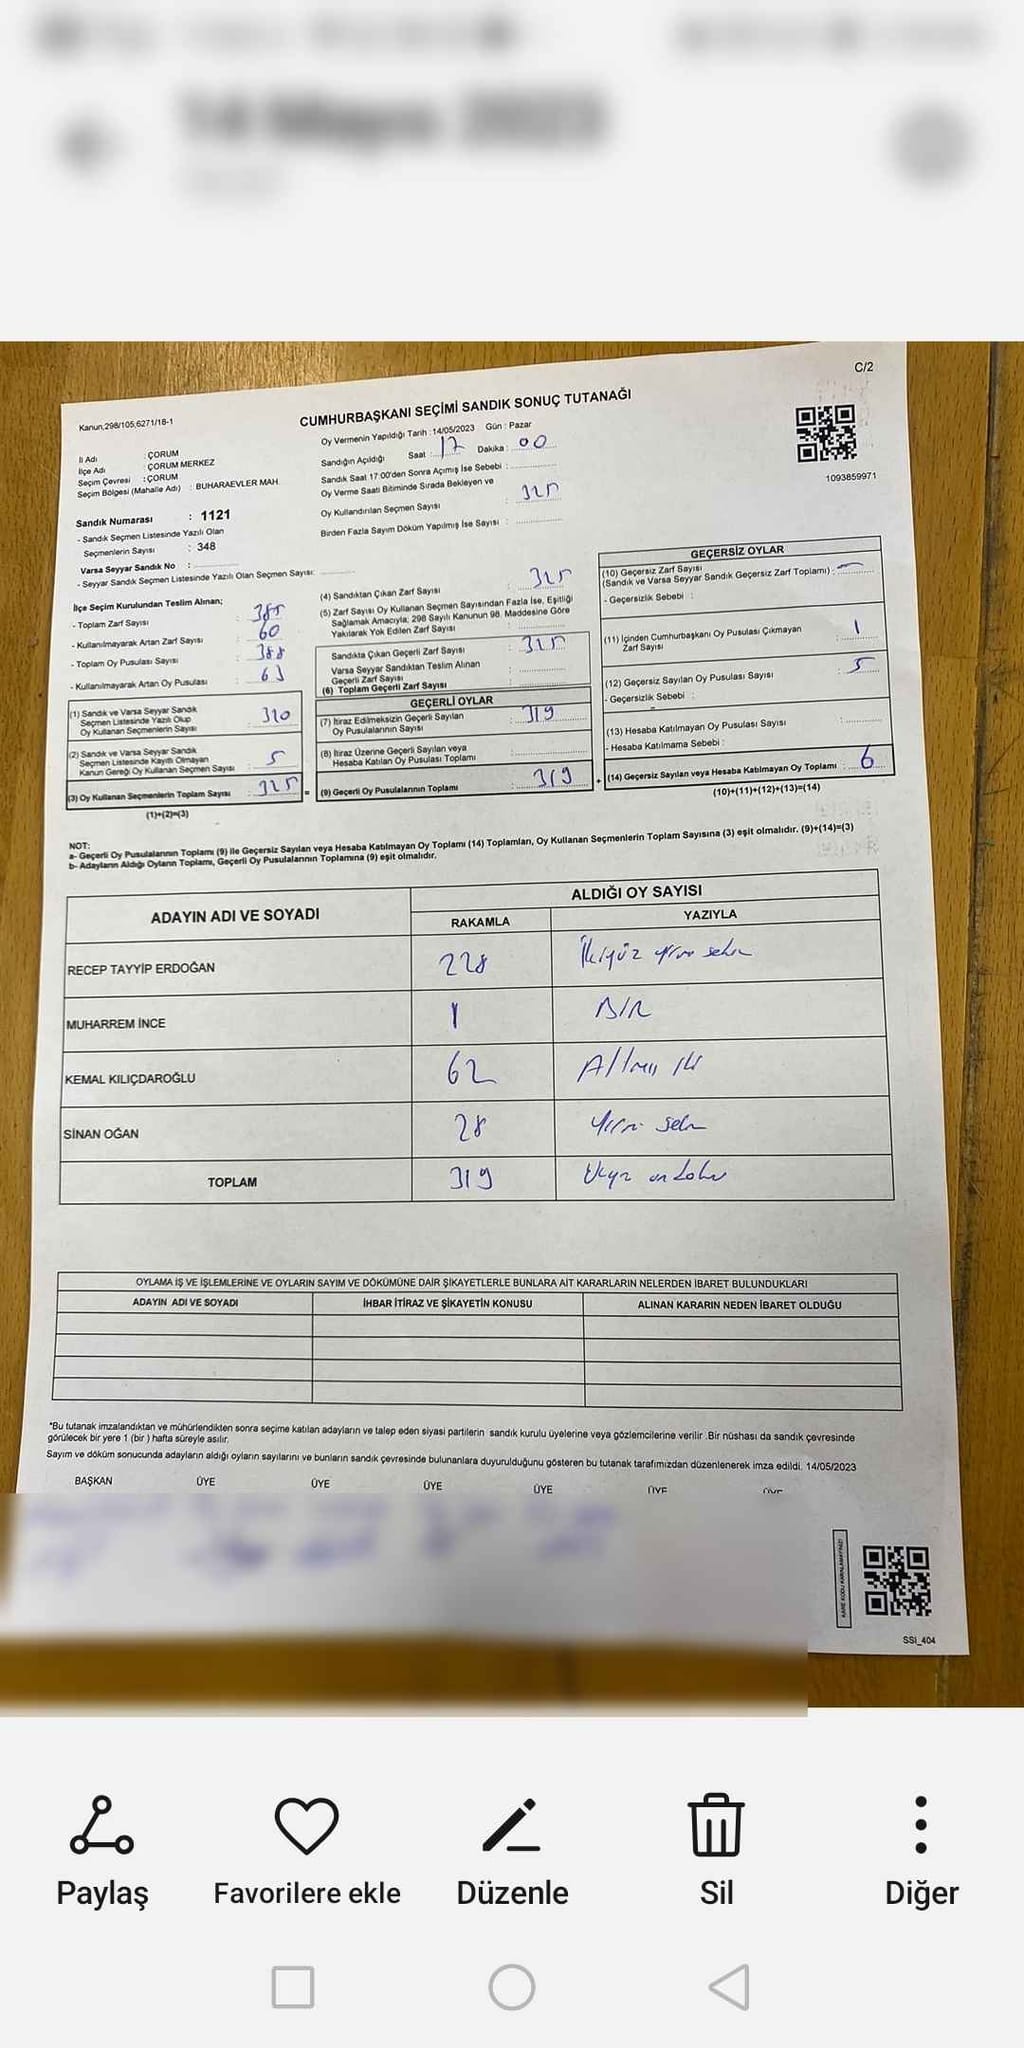 14 Mayıs 2023
C/2
Kanun,298/105,6271/18-1
CUMHURBAŞKANI SEÇİMİ SANDIK SONUÇ TUTANAĞI
Oy Vermenin Yapıldığı Tarih : 14/05/2023 Gün : Pazar
İl Adı : ÇORUM
İlçe Adı : ÇORUM MERKEZ
Seçim Çevresi : ÇORUM
Seçim Bölgesi (Mahalle Adı) : BUHARAEVLER MAH.
Sandığın Açıldığı Saat : 17 Dakika : 00
Sandık Saat 17:00'den Sonra Açımış İse Sebebi :
Oy Verme Saati Bitiminde Sırada Bekleyen ve
Oy Kullandırılan Seçmen Sayısı : 325
Birden Fazla Sayım Döküm Yapılmış İse Sayısı :
1093859971
Sandık Numarası : 1121
- Sandık Seçmen Listesinde Yazılı Olan
Seçmenlerin Sayısı : 348
Varsa Seyyar Sandık No :
- Seyyar Sandık Seçmen Listesinde Yazılı Olan Seçmen Sayısı:
İlçe Seçim Kurulundan Teslim Alınan;
- Toplam Zarf Sayısı : 385
- Kullanılmayarak Artan Zarf Sayısı : 60
- Toplam Oy Pusulası Sayısı : 388
- Kullanılmayarak Artan Oy Pusulası : 63
(1) Sandık ve Varsa Seyyar Sandık
Seçmen Listesinde Yazılı Olup
Oy Kullanan Seçmenlerin Sayısı : 320
(2) Sandık ve Varsa Seyyar Sandık
Seçmen Listesinde Kayıtlı Olmayan
Kanun Gereği Oy Kullanan Seçmen Sayısı : 5
(3) Oy Kullanan Seçmenlerin Toplam Sayısı : 325
(1)+(2)=(3)
(4) Sandıktan Çıkan Zarf Sayısı : 325
(5) Zarf Sayısı Oy Kullanan Seçmen Sayısından Fazla İse, Eşitliği
Sağlamak Amacıyla; 298 Sayılı Kanunun 98. Maddesine Göre
Yakılarak Yok Edilen Zarf Sayısı :
Sandıkta Çıkan Geçerli Zarf Sayısı : 325
Varsa Seyyar Sandıktan Teslim Alınan
Geçerli Zarf Sayısı :
(6) Toplam Geçerli Zarf Sayısı :
GEÇERLİ OYLAR
(7) İtiraz Edilmeksizin Geçerli Sayılan
Oy Pusulalarının Sayısı : 319
(8) İtiraz Üzerine Geçerli Sayılan veya
Hesaba Katılan Oy Pusulası Toplamı :
(9) Geçerli Oy Pusulalarının Toplamı : 319
GEÇERSİZ OYLAR
(10) Geçersiz Zarf Sayısı
(Sandık ve Varsa Seyyar Sandık Geçersiz Zarf Toplamı) : —
- Geçersizlik Sebebi :
(11) İçinden Cumhurbaşkanı Oy Pusulası Çıkmayan
Zarf Sayısı : 1
(12) Geçersiz Sayılan Oy Pusulası Sayısı : 5
- Geçersizlik Sebebi :
(13) Hesaba Katılmayan Oy Pusulası Sayısı :
- Hesaba Katılmama Sebebi :
(14) Geçersiz Sayılan veya Hesaba Katılmayan Oy Toplamı : 6
(10)+(11)+(12)+(13)=(14)
NOT:
a- Geçerli Oy Pusulalarının Toplamı (9) ile Geçersiz Sayılan veya Hesaba Katılmayan Oy Toplamı (14) Toplamları, Oy Kullanan Seçmenlerin Toplam Sayısına (3) eşit olmalıdır. (9)+(14)=(3)
b- Adayların Aldığı Oyların Toplamı, Geçerli Oy Pusulalarının Toplamına (9) eşit olmalıdır.
ADAYIN ADI VE SOYADI
ALDIĞI OY SAYISI
RAKAMLA YAZIYLA
RECEP TAYYİP ERDOĞAN 228 İkiyüz yirmi sekiz
MUHARREM İNCE 1 BİR
KEMAL KILIÇDAROĞLU 62 Altmış iki
SİNAN OĞAN 28 Yirmi sekiz
TOPLAM 319 Üçyüz on dokuz
OYLAMA İŞ VE İŞLEMLERİNE VE OYLARIN SAYIM VE DÖKÜMÜNE DAİR ŞİKAYETLERLE BUNLARA AİT KARARLARIN NELERDEN İBARET BULUNDUKLARI
ADAYIN ADI VE SOYADI İHBAR İTİRAZ VE ŞİKAYETİN KONUSU ALINAN KARARIN NEDEN İBARET OLDUĞU
*Bu tutanak imzalandıktan ve mühürlendikten sonra seçime katılan adayların ve talep eden siyasi partilerin sandık kurulu üyelerine veya gözlemcilerine verilir .Bir nüshası da sandık çevresinde
görülecek bir yere 1 (bir ) hafta süreyle asılır.
Sayım ve döküm sonucunda adayların aldığı oyların sayılarını ve bunların sandık çevresinde bulunanlara duyurulduğunu gösteren bu tutanak tarafımızdan düzenlenerek imza edildi. 14/05/2023
BAŞKAN ÜYE ÜYE ÜYE ÜYE ÜYE ÜYE
SSI_404
Paylaş Favorilere ekle Düzenle Sil Diğer